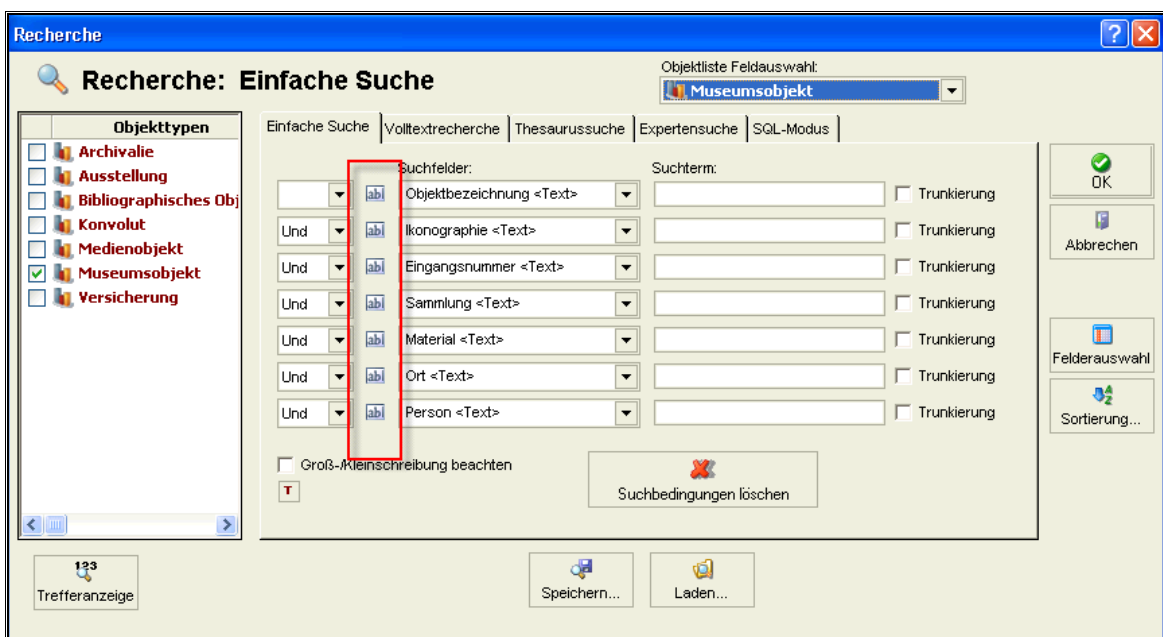 Recherche
Recherche: Einfache Suche
Objektliste Feldauswahl:
Museumsobjekt
Objekttypen
Archivalie
Ausstellung
Bibliographisches Obj
Konvolut
Medienobjekt
Museumsobjekt
Versicherung
Einfache Suche Volltextrecherche Thesaurussuche Expertensuche SQL-Modus
Suchfelder: Suchterm:
abl Objektbezeichnung <Text> Trunkierung
Und abl Ikonographie <Text> Trunkierung
Und abl Eingangsnummer <Text> Trunkierung
Und abl Sammlung <Text> Trunkierung
Und abl Material <Text> Trunkierung
Und abl Ort <Text> Trunkierung
Und abl Person <Text> Trunkierung
Groß-/Kleinschreibung beachten
T
Suchbedingungen löschen
OK
Abbrechen
Felderauswahl
AZ
Sortierung...
123
Trefferanzeige
Speichern...
Laden...